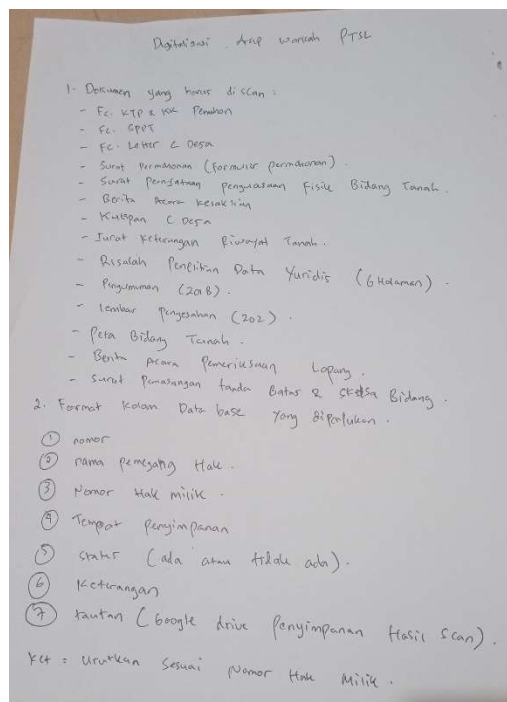 Digitalisasi Arsip warkah PTSL
1. Dokumen yang harus di scan :
- Fc. KTP & KK Pemohon
- Fc. SPPT
- Fc. Letter C Desa
- Surat Permohonan (Formulir permohonan).
- Surat Pernyataan Penguasaan Fisik Bidang Tanah.
- Berita Acara Kesaksian
- Kutipan C Desa
- Surat Keterangan Riwayat Tanah.
- Risalah Penelitian Data Yuridis (6 Halaman).
- Pengumuman (201B).
- lembar Pengesahan (202).
- Peta Bidang Tanah.
- Berita Acara Pemeriksaan Lapang.
- Surat Pemasangan tanda Batas & Sketsa Bidang.
2. Format Kolom Data base yang diperlukan.
① nomor
② nama pemegang Hak.
③ Nomor Hak milik.
④ Tempat penyimpanan
⑤ status (ada atau tidak ada).
⑥ Keterangan
⑦ tautan (Google drive Penyimpanan Hasil Scan).
Ket = Urutkan Sesuai Nomor Hak Milik.